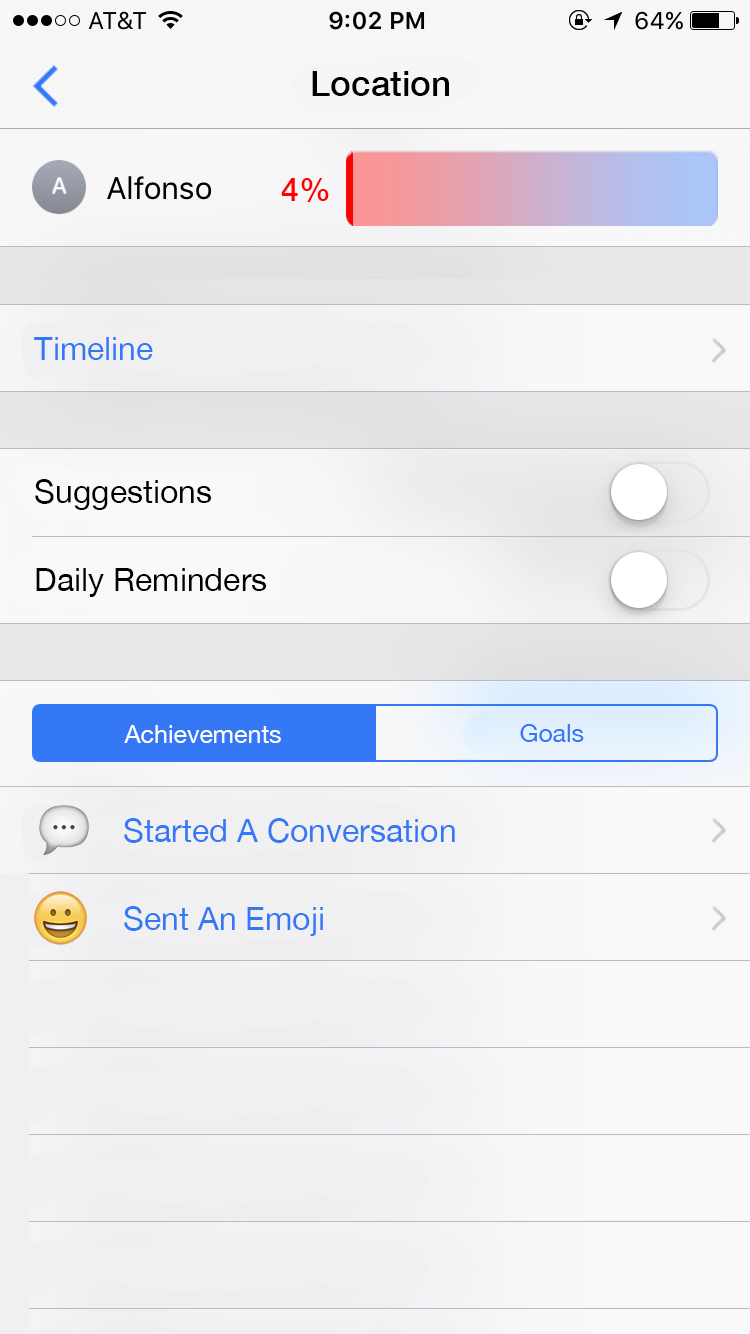 AT&T 9:02 PM 64%
Location
A Alfonso 4%
Timeline
Suggestions
Daily Reminders
Achievements Goals
Started A Conversation
Sent An Emoji